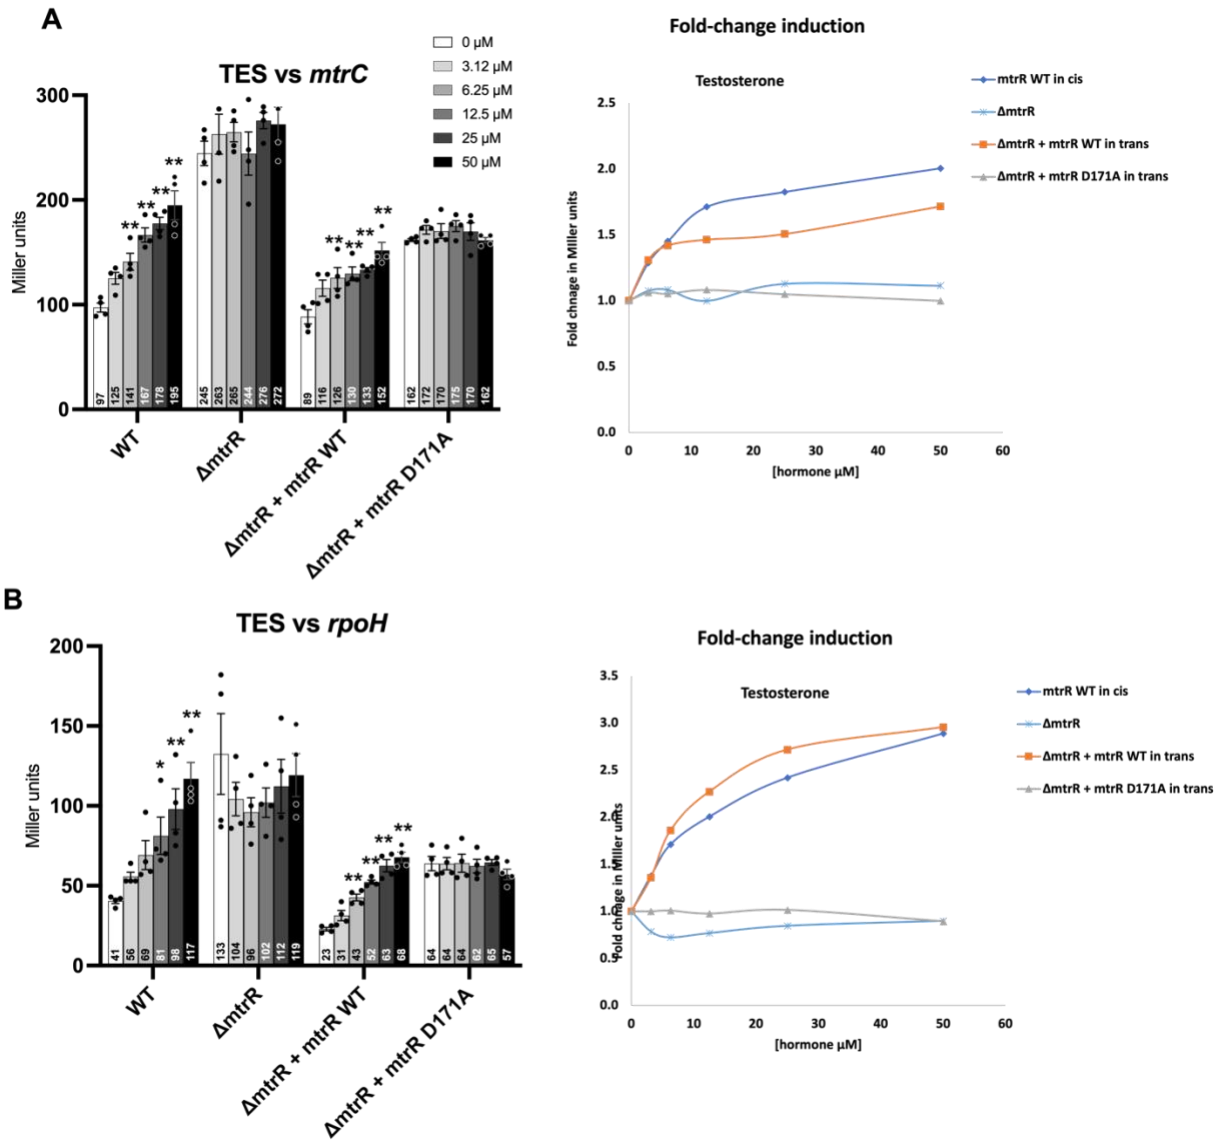 A
TES vs mtrC
0 µM
3.12 µM
6.25 µM
12.5 µM
25 µM
50 µM
Miller units
300
200
100
0
** ** ** **
** ** ** **
97 125 141 167 178 195
245 263 265 244 276 272
89 116 126 130 133 152
162 172 170 175 170 162
WT
ΔmtrR
ΔmtrR + mtrR WT
ΔmtrR + mtrR D171A
Fold-change induction
Testosterone
mtrR WT in cis
ΔmtrR
ΔmtrR + mtrR WT in trans
ΔmtrR + mtrR D171A in trans
Fold chnage in MIller units
2.5
2.0
1.5
1.0
0.5
0.0
0 10 20 30 40 50 60
[hormone µM]
B
TES vs rpoH
Miller units
200
150
100
50
0
* ** **
** ** ** **
41 56 69 81 98 117
133 104 96 102 112 119
23 31 43 52 63 68
64 64 64 62 65 57
WT
ΔmtrR
ΔmtrR + mtrR WT
ΔmtrR + mtrR D171A
Fold-change induction
Testosterone
mtrR WT in cis
ΔmtrR
ΔmtrR + mtrR WT in trans
ΔmtrR + mtrR D171A in trans
Fold chnage in Miller units
3.5
3.0
2.5
2.0
1.5
1.0
0.5
0.0
0 10 20 30 40 50 60
[hormone µM]